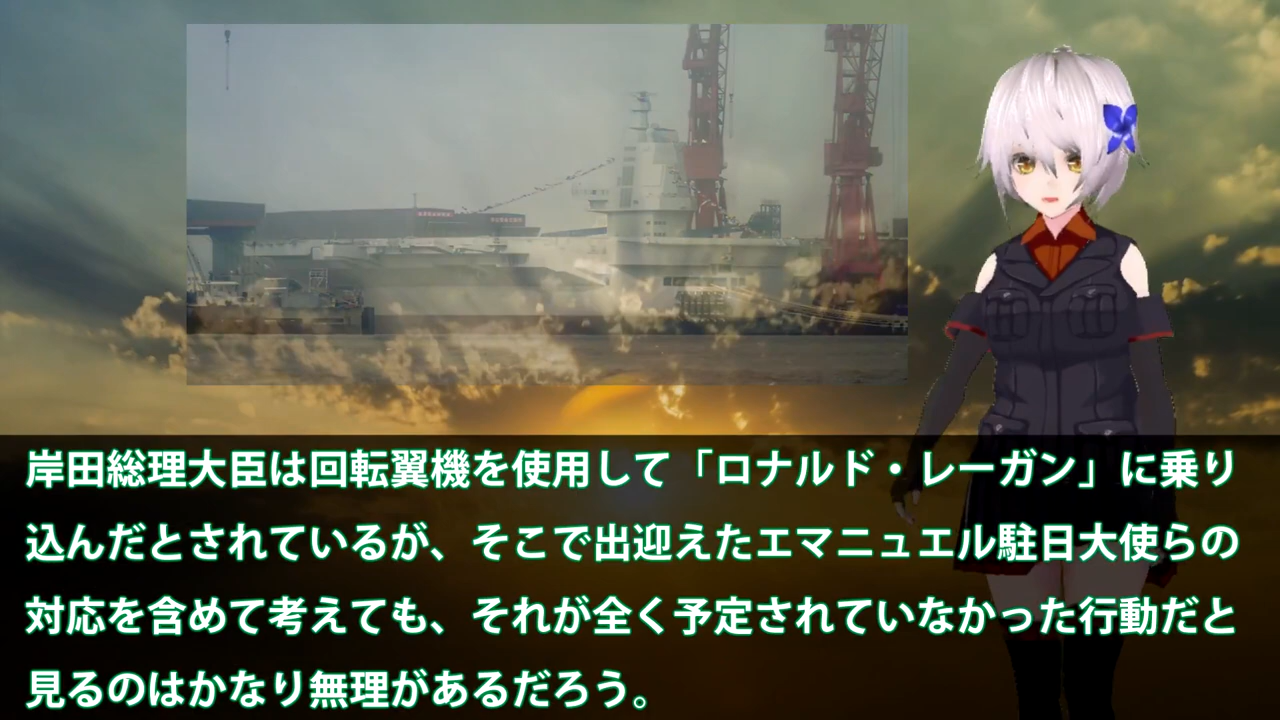 岸田総理大臣は回転翼機を使用して「ロナルド・レーガン」に乗り
込んだとされているが、そこで出迎えたエマニュエル駐日大使らの
対応を含めて考えても、それが全く予定されていなかった行動だと
見るのはかなり無理があるだろう。